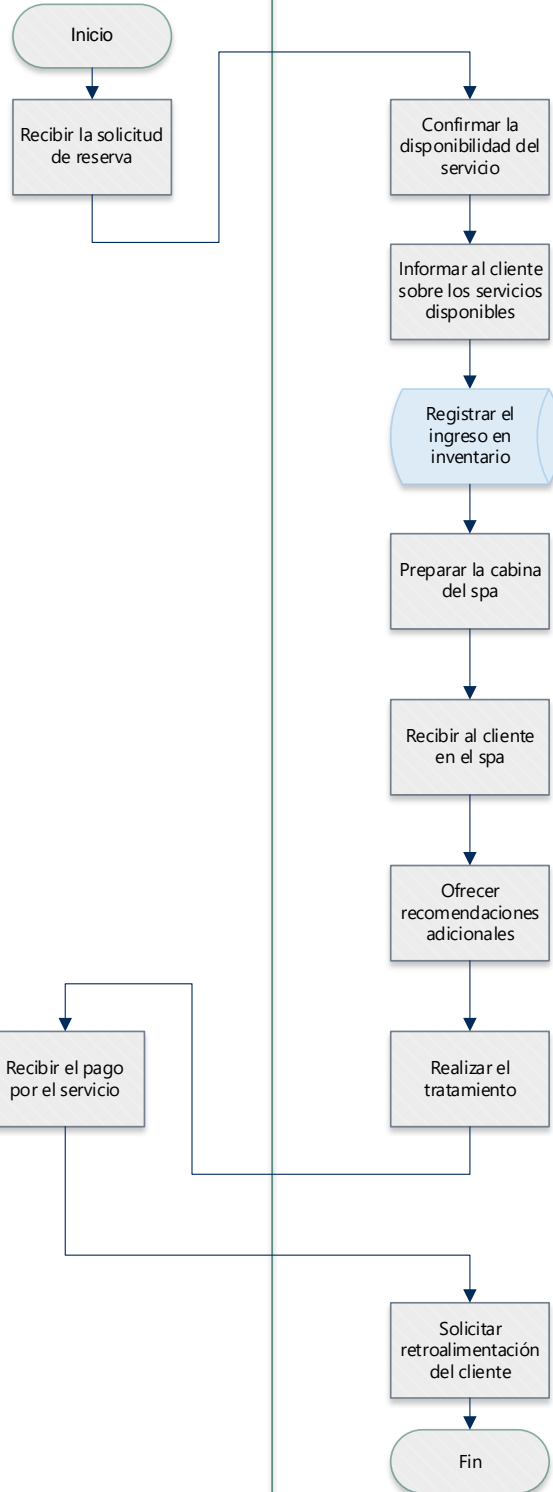 Inicio
Recibir la solicitud
de reserva
Confirmar la
disponibilidad del
servicio
Informar al cliente
sobre los servicios
disponibles
Registrar el
ingreso en
inventario
Preparar la cabina
del spa
Recibir al cliente
en el spa
Ofrecer
recomendaciones
adicionales
Realizar el
tratamiento
Recibir el pago
por el servicio
Solicitar
retroalimentación
del cliente
Fin